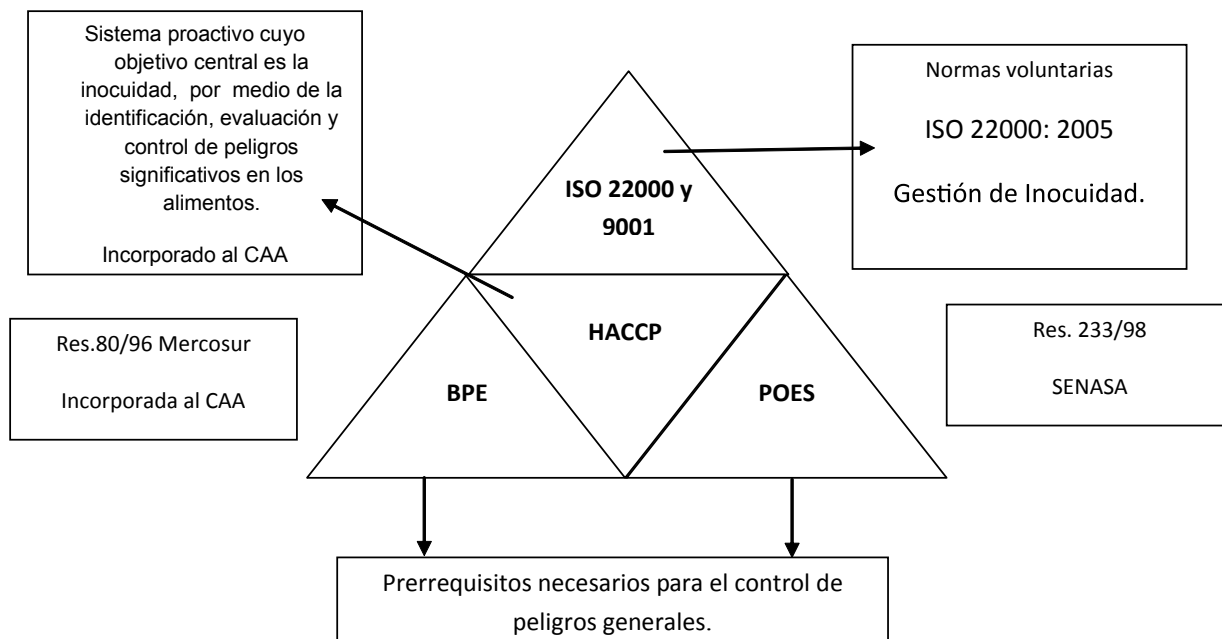 Sistema proactivo cuyo
objetivo central es la
inocuidad, por medio de la
identificación, evaluación y
control de peligros
significativos en los
alimentos.
Incorporado al CAA
Normas voluntarias
ISO 22000: 2005
Gestión de Inocuidad.
ISO 22000 y
9001
Res.80/96 Mercosur
Incorporada al CAA
HACCP
BPE
POES
Res. 233/98
SENASA
Prerrequisitos necesarios para el control de
peligros generales.